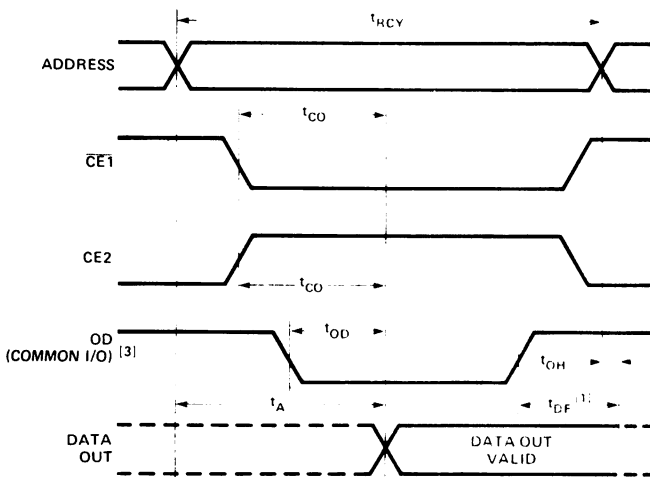 tRCY
ADDRESS
tCO
CE1
CE2
tCO
OD
(COMMON I/O) [3]
tOD
tOH
tA
tDF [1]
DATA
OUT
DATA OUT
VALID